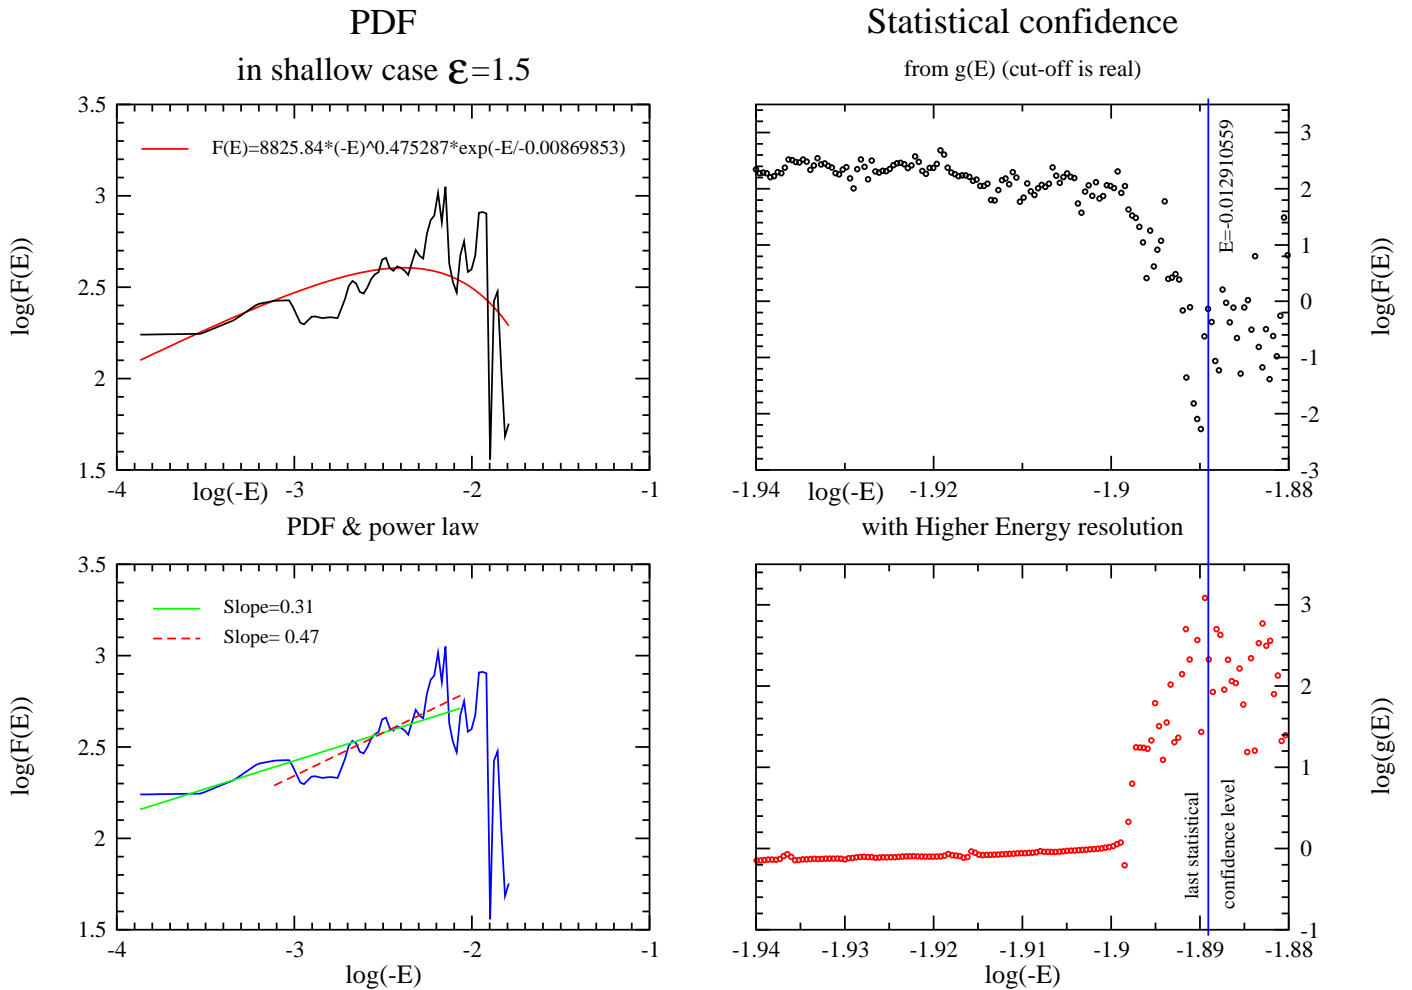 PDF
in shallow case ε=1.5
3.5
3
2.5
2
1.5
log(F(E))
F(E)=8825.84*(-E)^0.475287*exp(-E/-0.00869853)
-4
-3
-2
-1
log(-E)
Statistical confidence
from g(E) (cut-off is real)
E=-0.012910559
3
2
1
0
-1
-2
-3
log(F(E))
-1.94
-1.92
-1.9
-1.88
log(-E)
PDF & power law
3.5
3
2.5
2
1.5
log(F(E))
Slope=0.31
Slope= 0.47
-4
-3
-2
-1
log(-E)
with Higher Energy resolution
last statistical
confidence level
3
2
1
0
-1
log(g(E))
-1.94
-1.93
-1.92
-1.91
-1.9
-1.89
-1.88
log(-E)